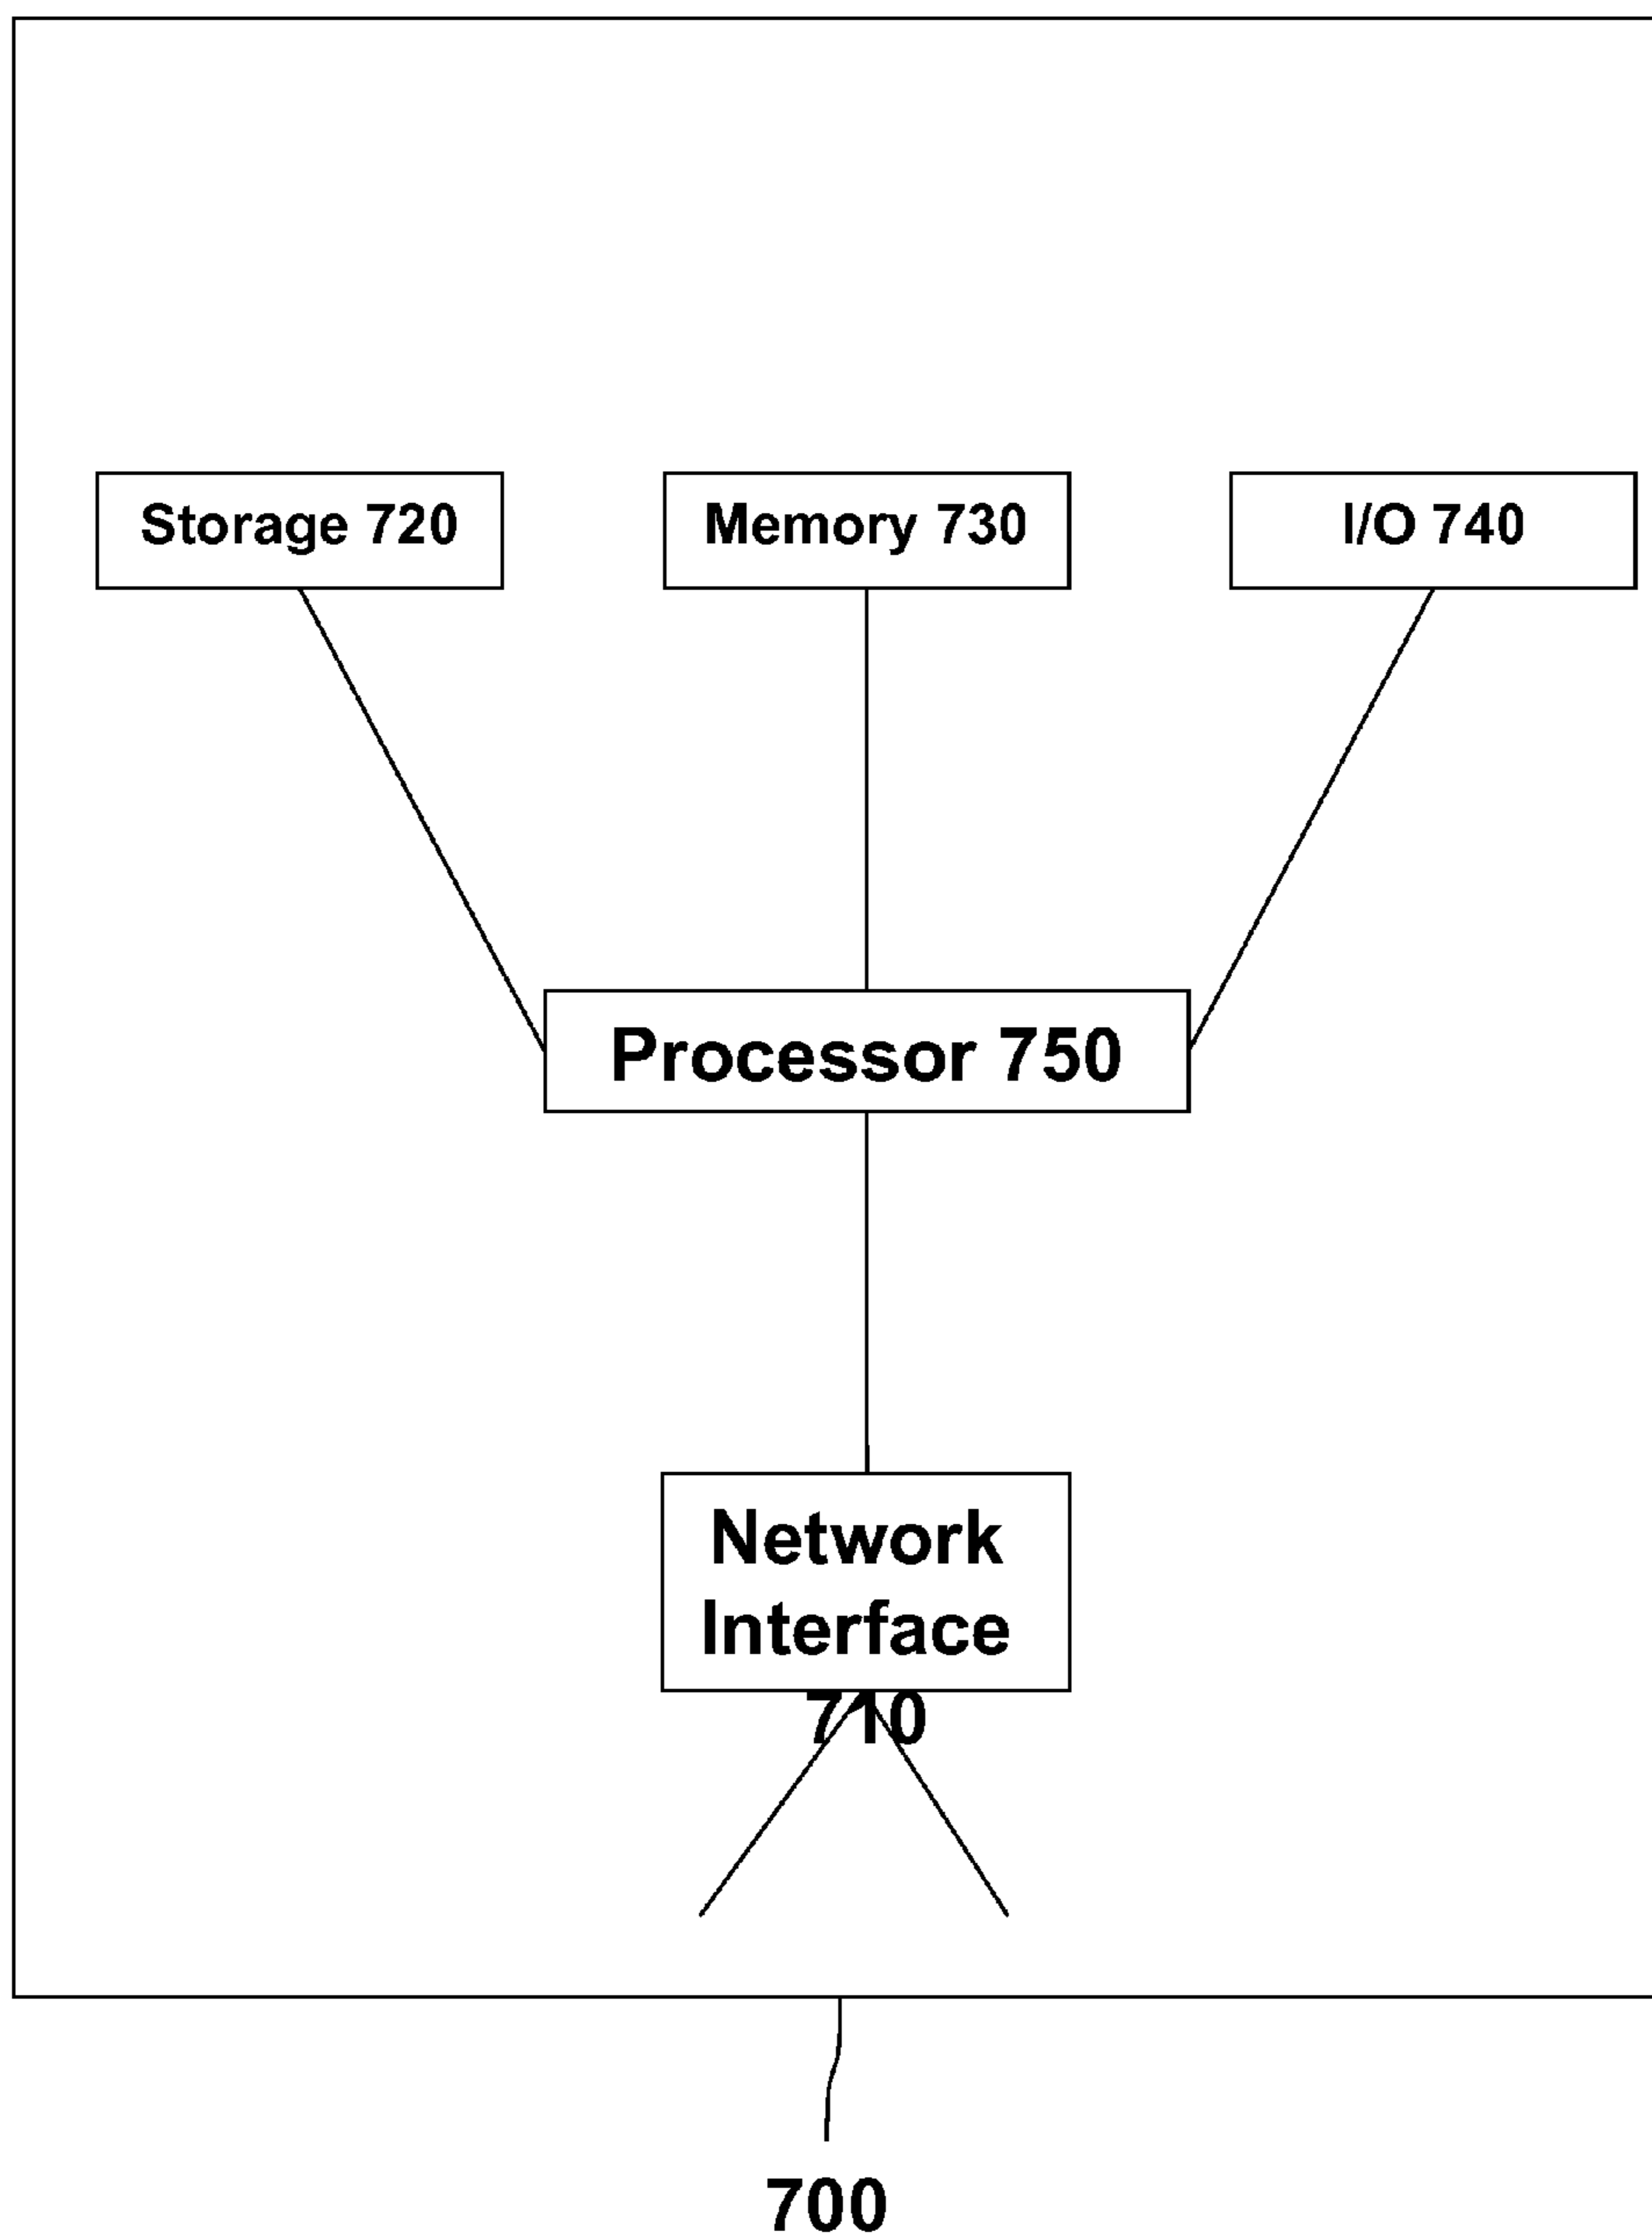 Storage 720
Memory 730
I/O 740
Processor 750
Network
Interface
710
700